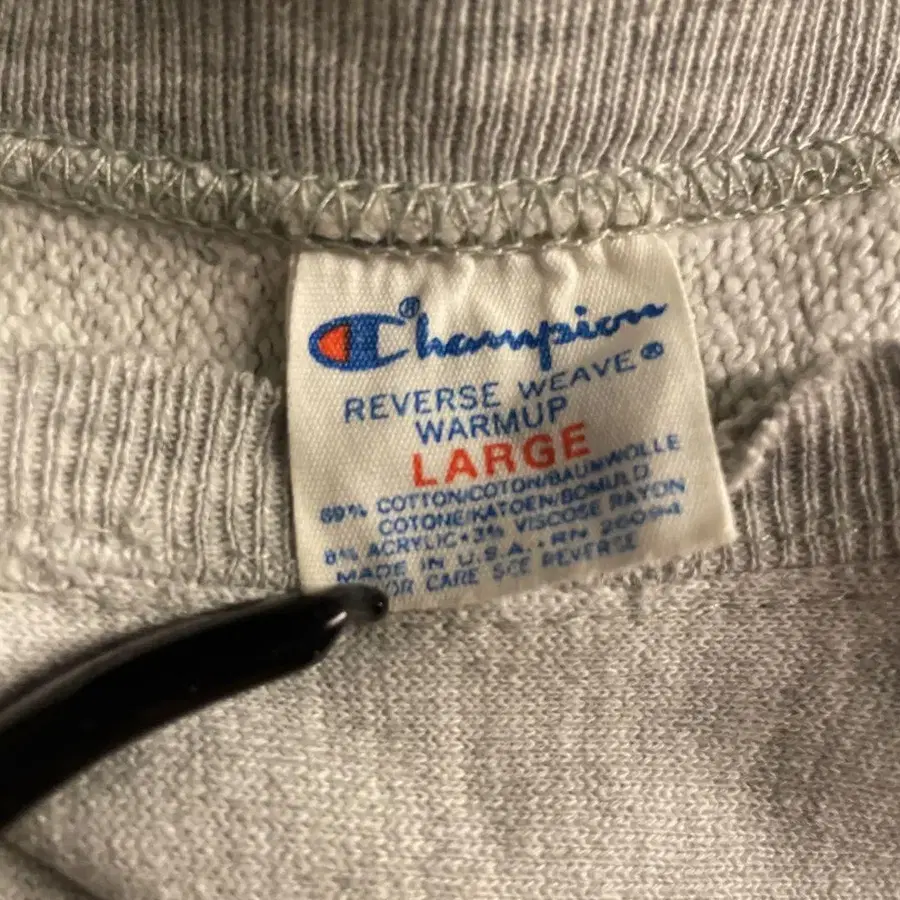 Champion®
REVERSE WEAVE®
WARMUP
LARGE
89% COTTON/COTON/BAUMWOLLE
COTONE/KATOEN/BOMULD
8% ACRYLIC • 3% VISCOSE RAYON
MADE IN U.S.A. • RN 26094
FOR CARE SEE REVERSE